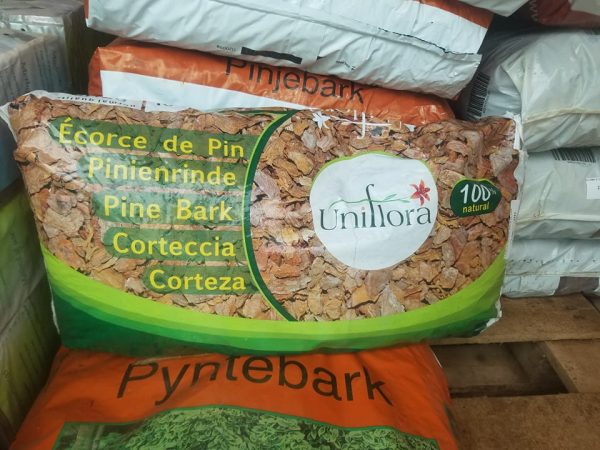 Pinjebark
Écorce de Pin
Pinienrinde
Pine Bark
Corteccia
Corteza
Uniflora
100%
natural
Pyntebark